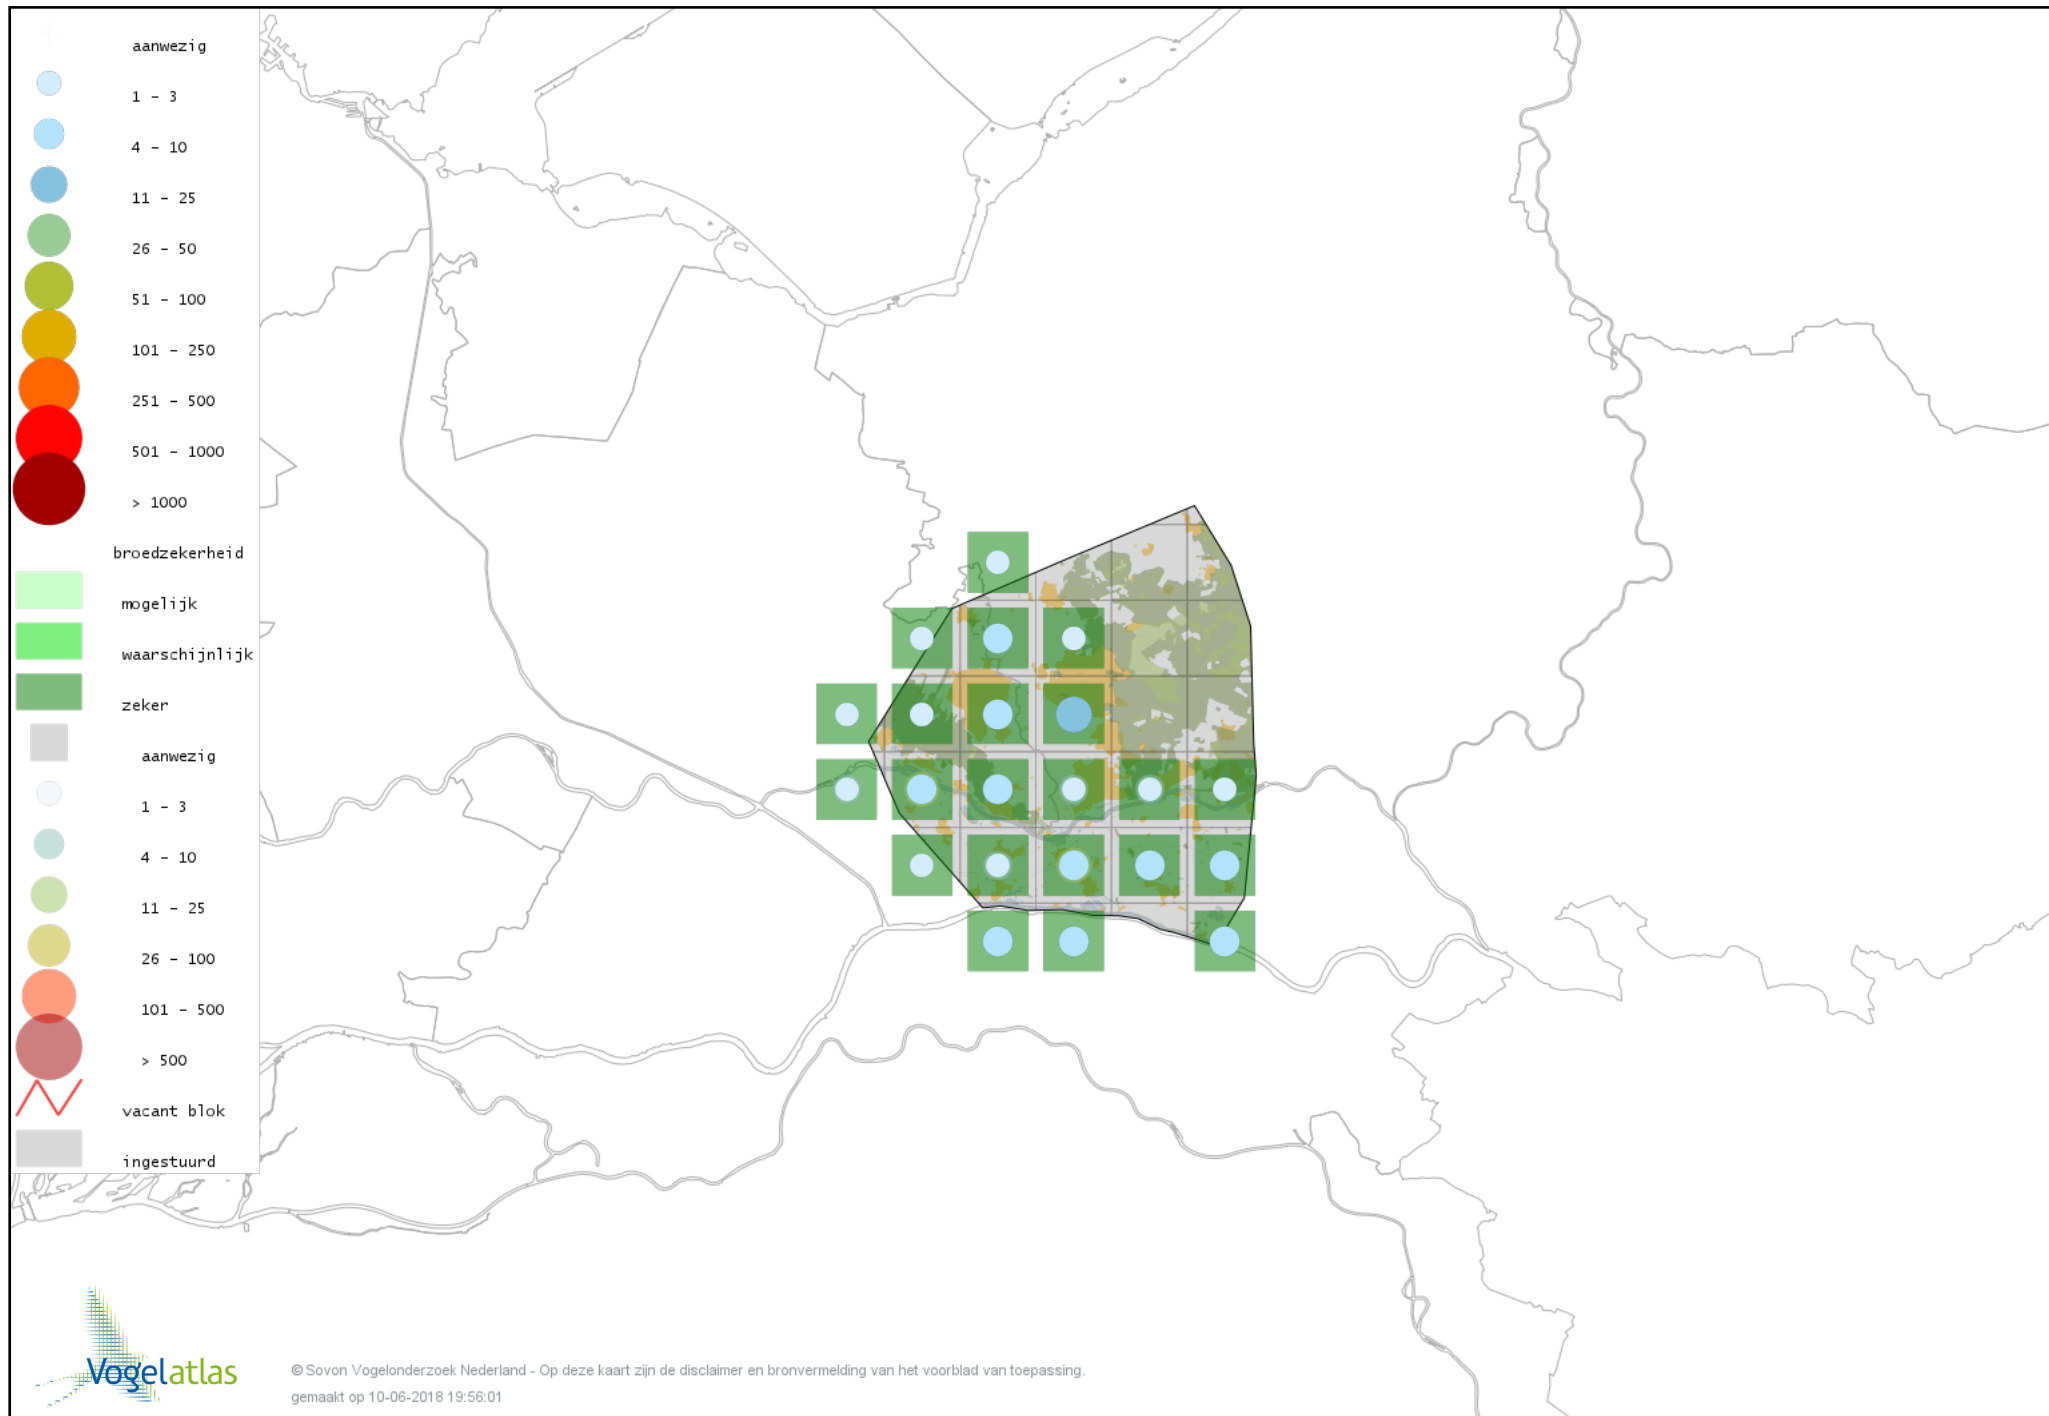 aanwezig
1 - 3
4 - 10
11 - 25
26 - 50
51 - 100
101 - 250
251 - 500
501 - 1000
> 1000
broedzekerheid
mogelijk
waarschijnlijk
zeker
aanwezig
1 - 3
4 - 10
11 - 25
26 - 100
101 - 500
> 500
vacant blok
ingestuurd
Vogelatlas
© Sovon Vogelonderzoek Nederland - Op deze kaart zijn de disclaimer en bronvermelding van het voorblad van toepassing.
gemaakt op 10-06-2018 19:56:01